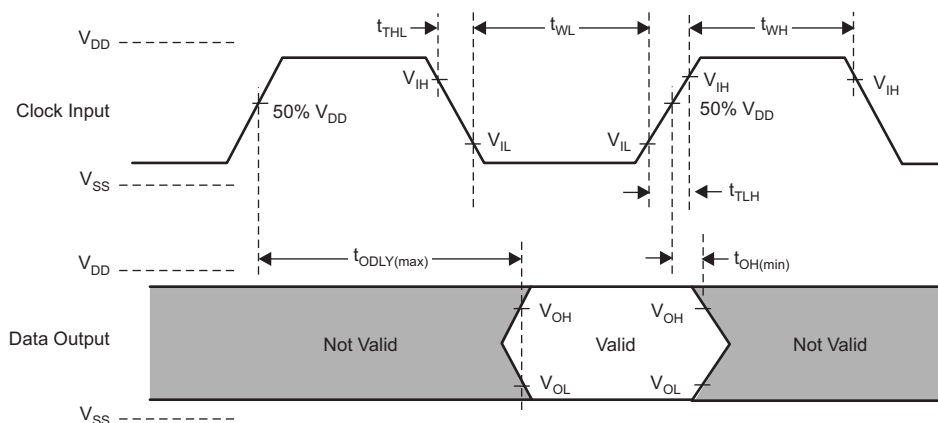 t_THL
t_WL
t_WH
V_DD
V_IH
V_IH
V_IH
Clock Input
50% V_DD
50% V_DD
V_IL
V_IL
V_SS
t_TLH
V_DD
t_ODLY(max)
t_OH(min)
V_OH
V_OH
Data Output
Not Valid
Valid
Not Valid
V_OL
V_OL
V_SS